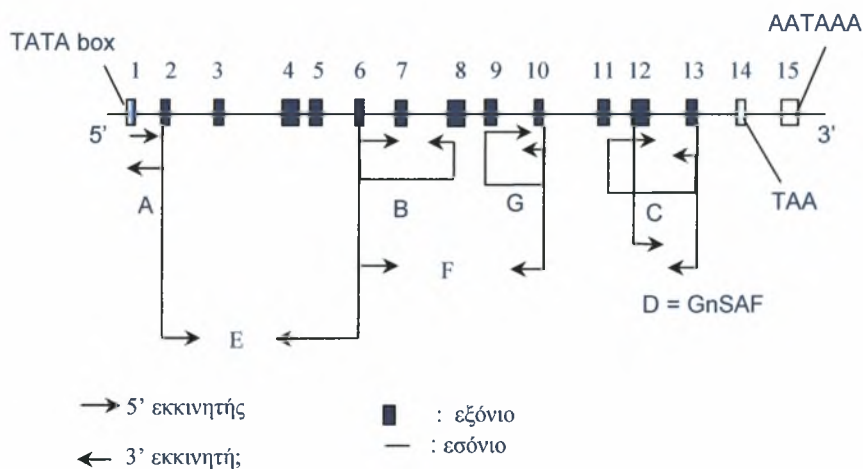 AATAAA
TATA box
1 2 3 4 5 6 7 8 9 10 11 12 13 14 15
5' 3'
A B G C TAA
F
D = GnSAF
E
5' εκκινητής : εξόνιο
3' εκκινητή; : εσόνιο